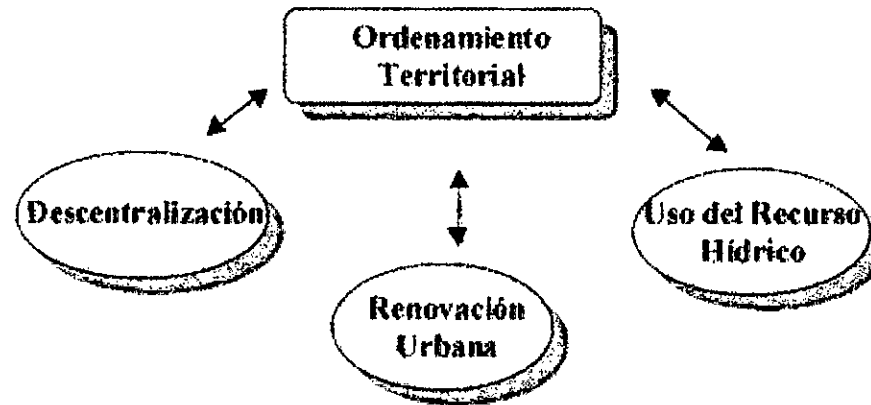 Ordenamiento
Territorial
Descentralización
Uso del Recurso
Hídrico
Renovación
Urbana